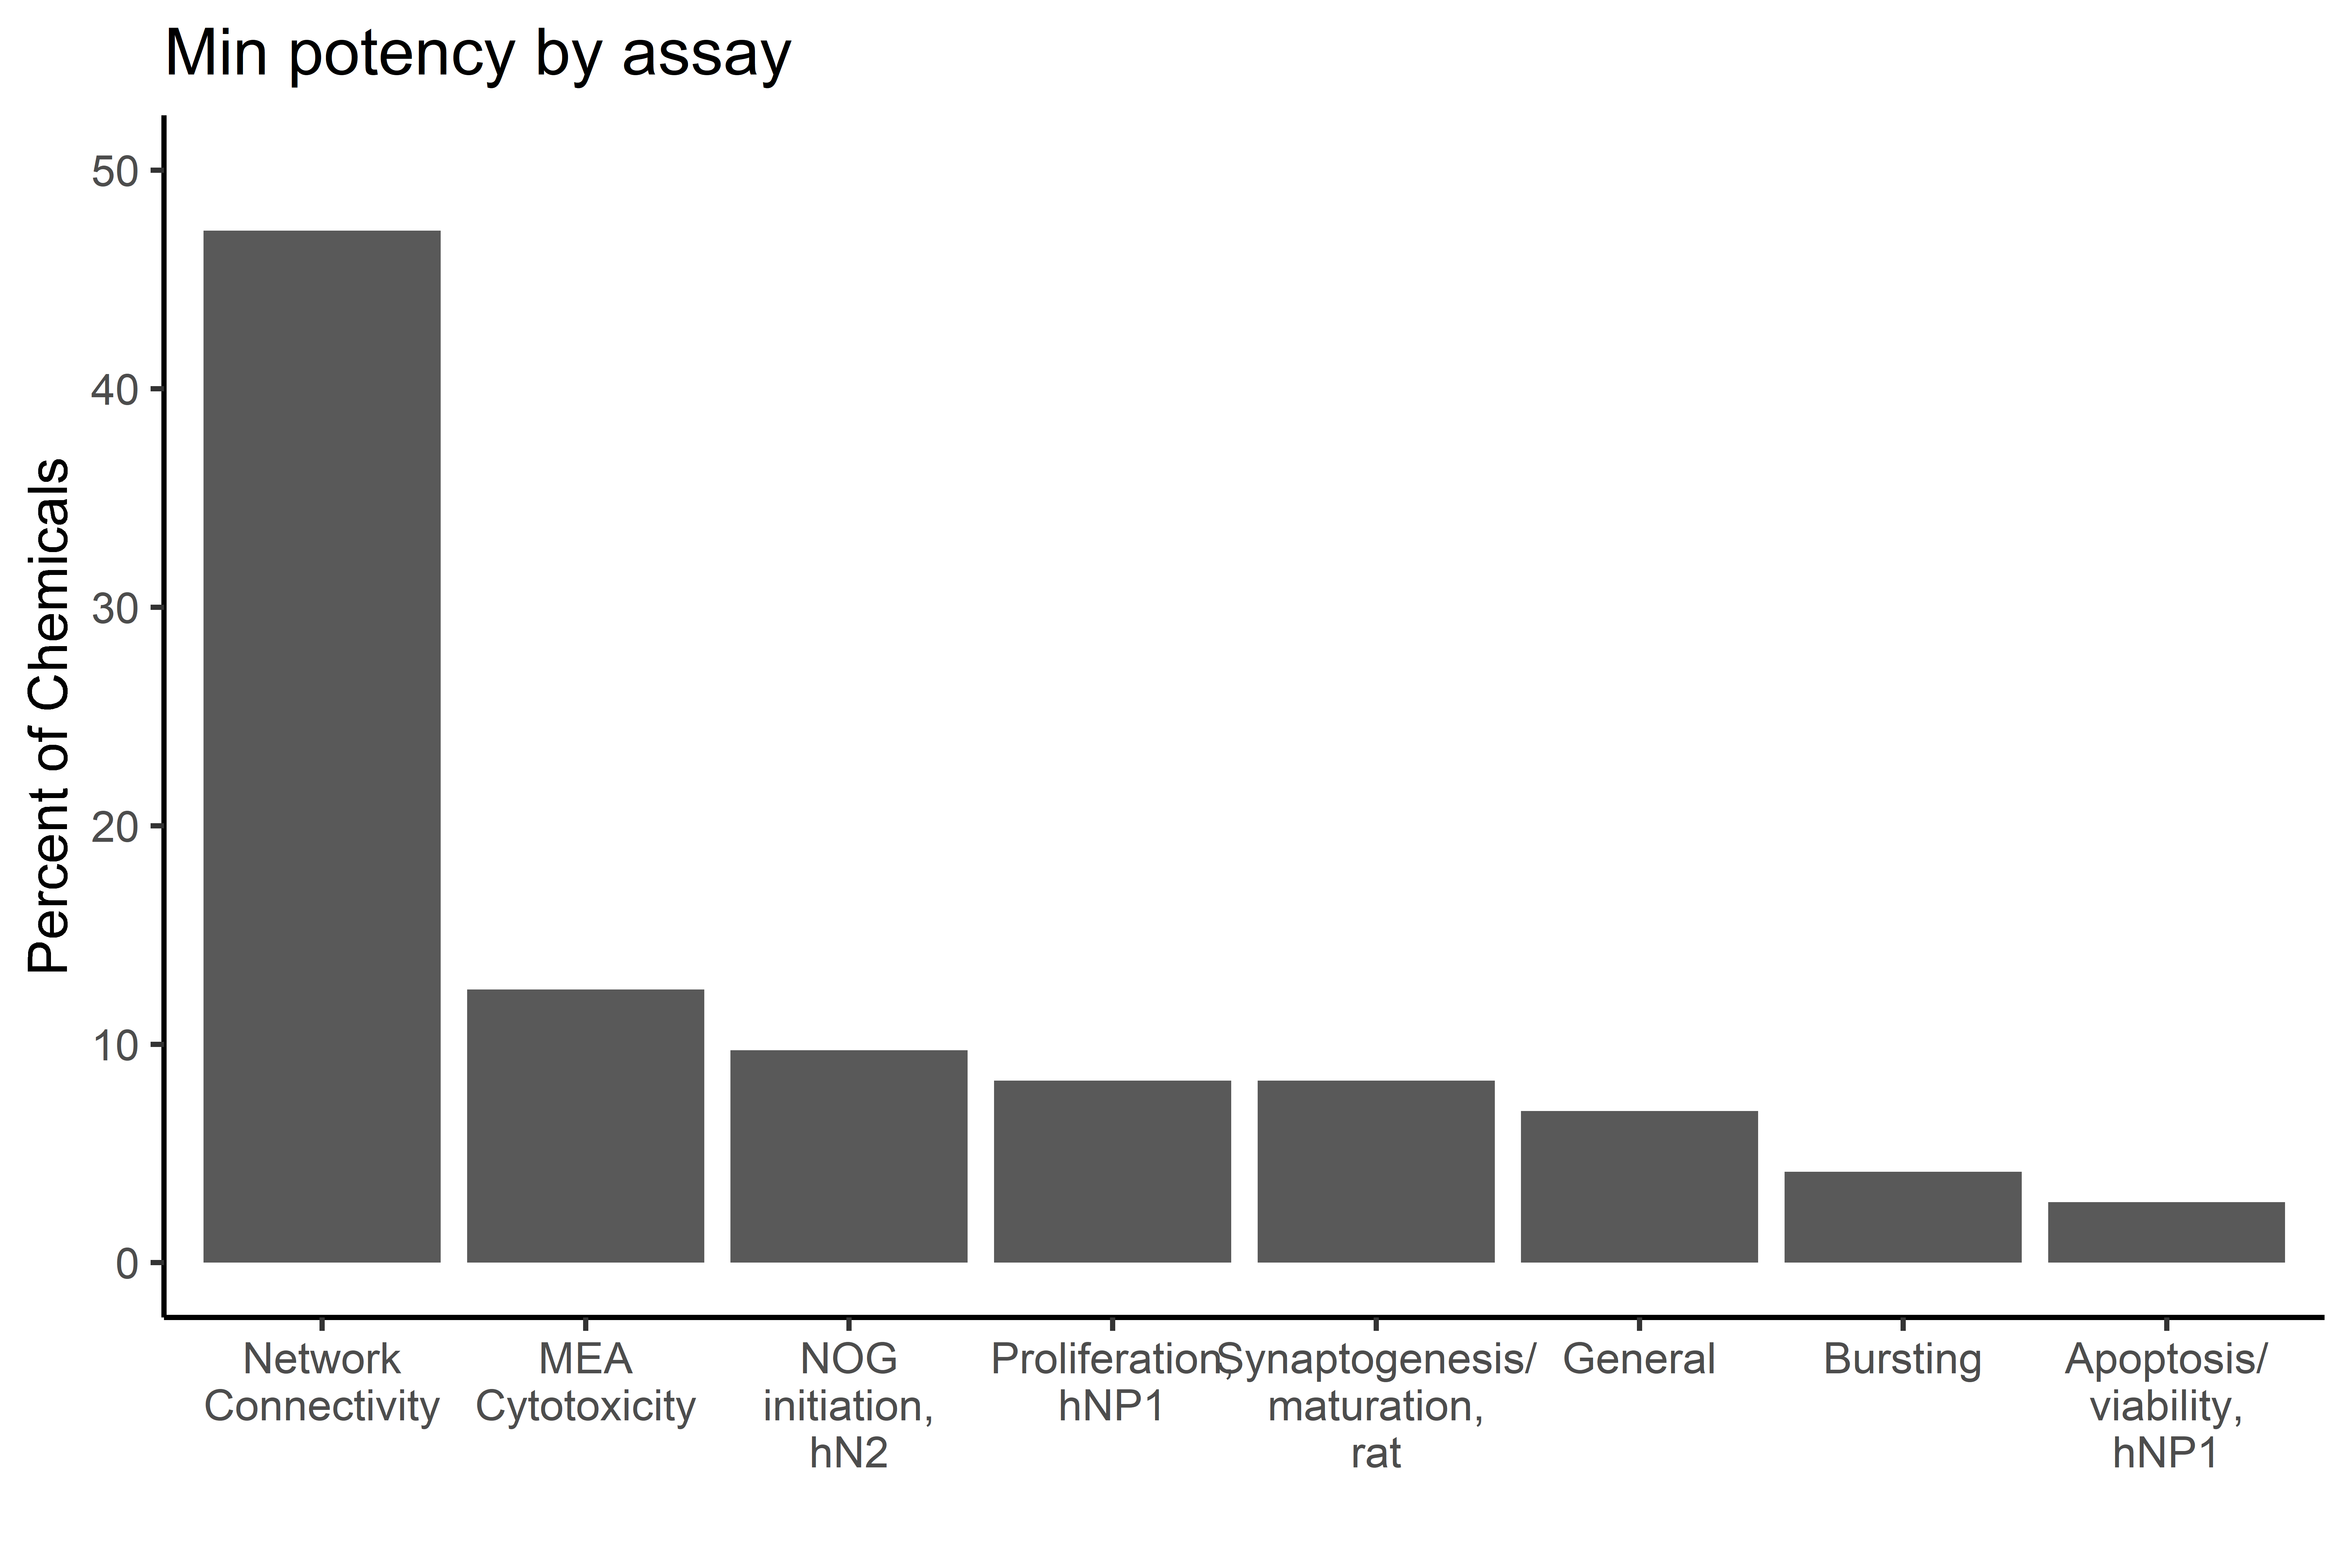 Min potency by assay
Percent of Chemicals
50
40
30
20
10
0
Network
Connectivity
MEA
Cytotoxicity
NOG
initiation,
hN2
Proliferation,
hNP1
Synaptogenesis/
maturation,
rat
General
Bursting
Apoptosis/
viability,
hNP1